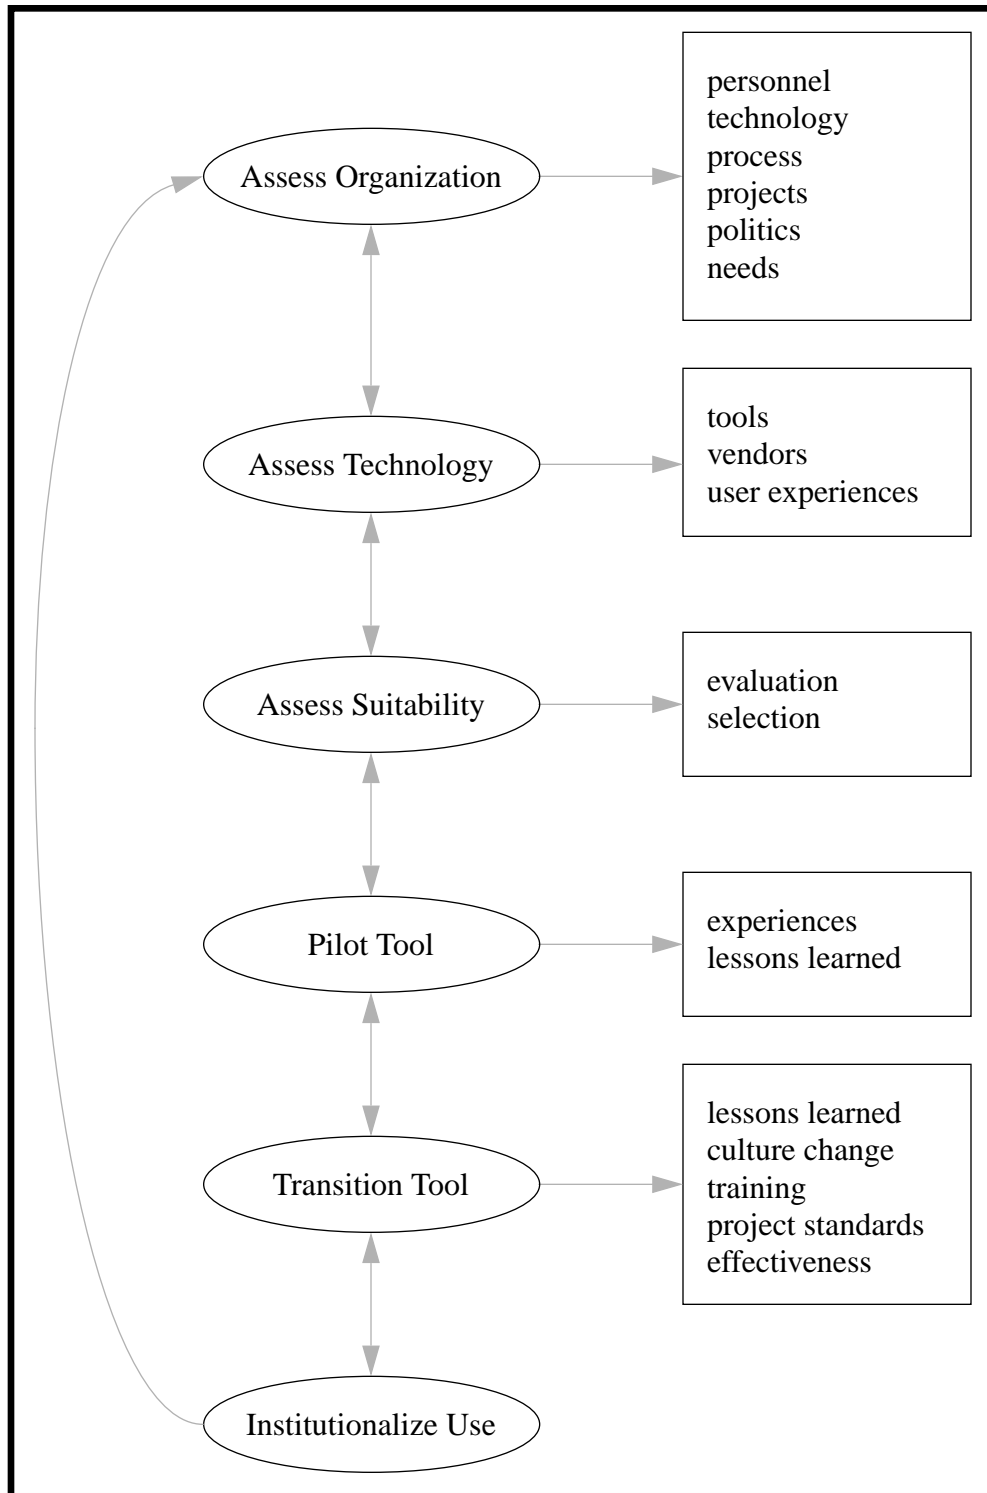 Assess Organization
personnel
technology
process
projects
politics
needs
Assess Technology
tools
vendors
user experiences
Assess Suitability
evaluation
selection
Pilot Tool
experiences
lessons learned
Transition Tool
lessons learned
culture change
training
project standards
effectiveness
Institutionalize Use